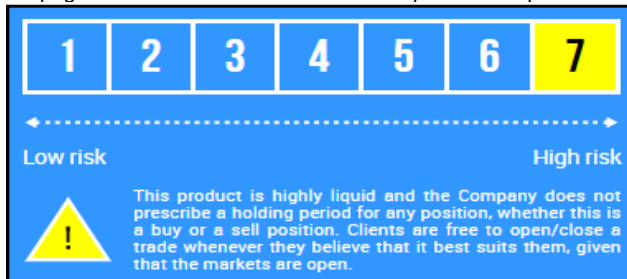 1 2 3 4 5 6 7
Low risk High risk
This product is highly liquid and the Company does not
prescribe a holding period for any position, whether this is
! a buy or a sell position. Clients are free to open/close a
trade whenever they believe that it best suits them, given
that the markets are open.